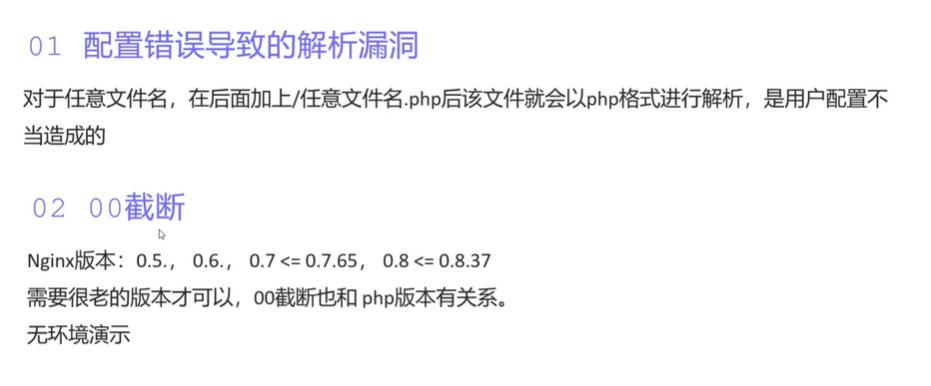 01 配置错误导致的解析漏洞
对于任意文件名，在后面加上/任意文件名.php后该文件就会以php格式进行解析，是用户配置不
当造成的
02 00截断
Nginx版本：0.5.， 0.6.， 0.7 <= 0.7.65， 0.8 <= 0.8.37
需要很老的版本才可以，00截断也和 php版本有关系。
无环境演示